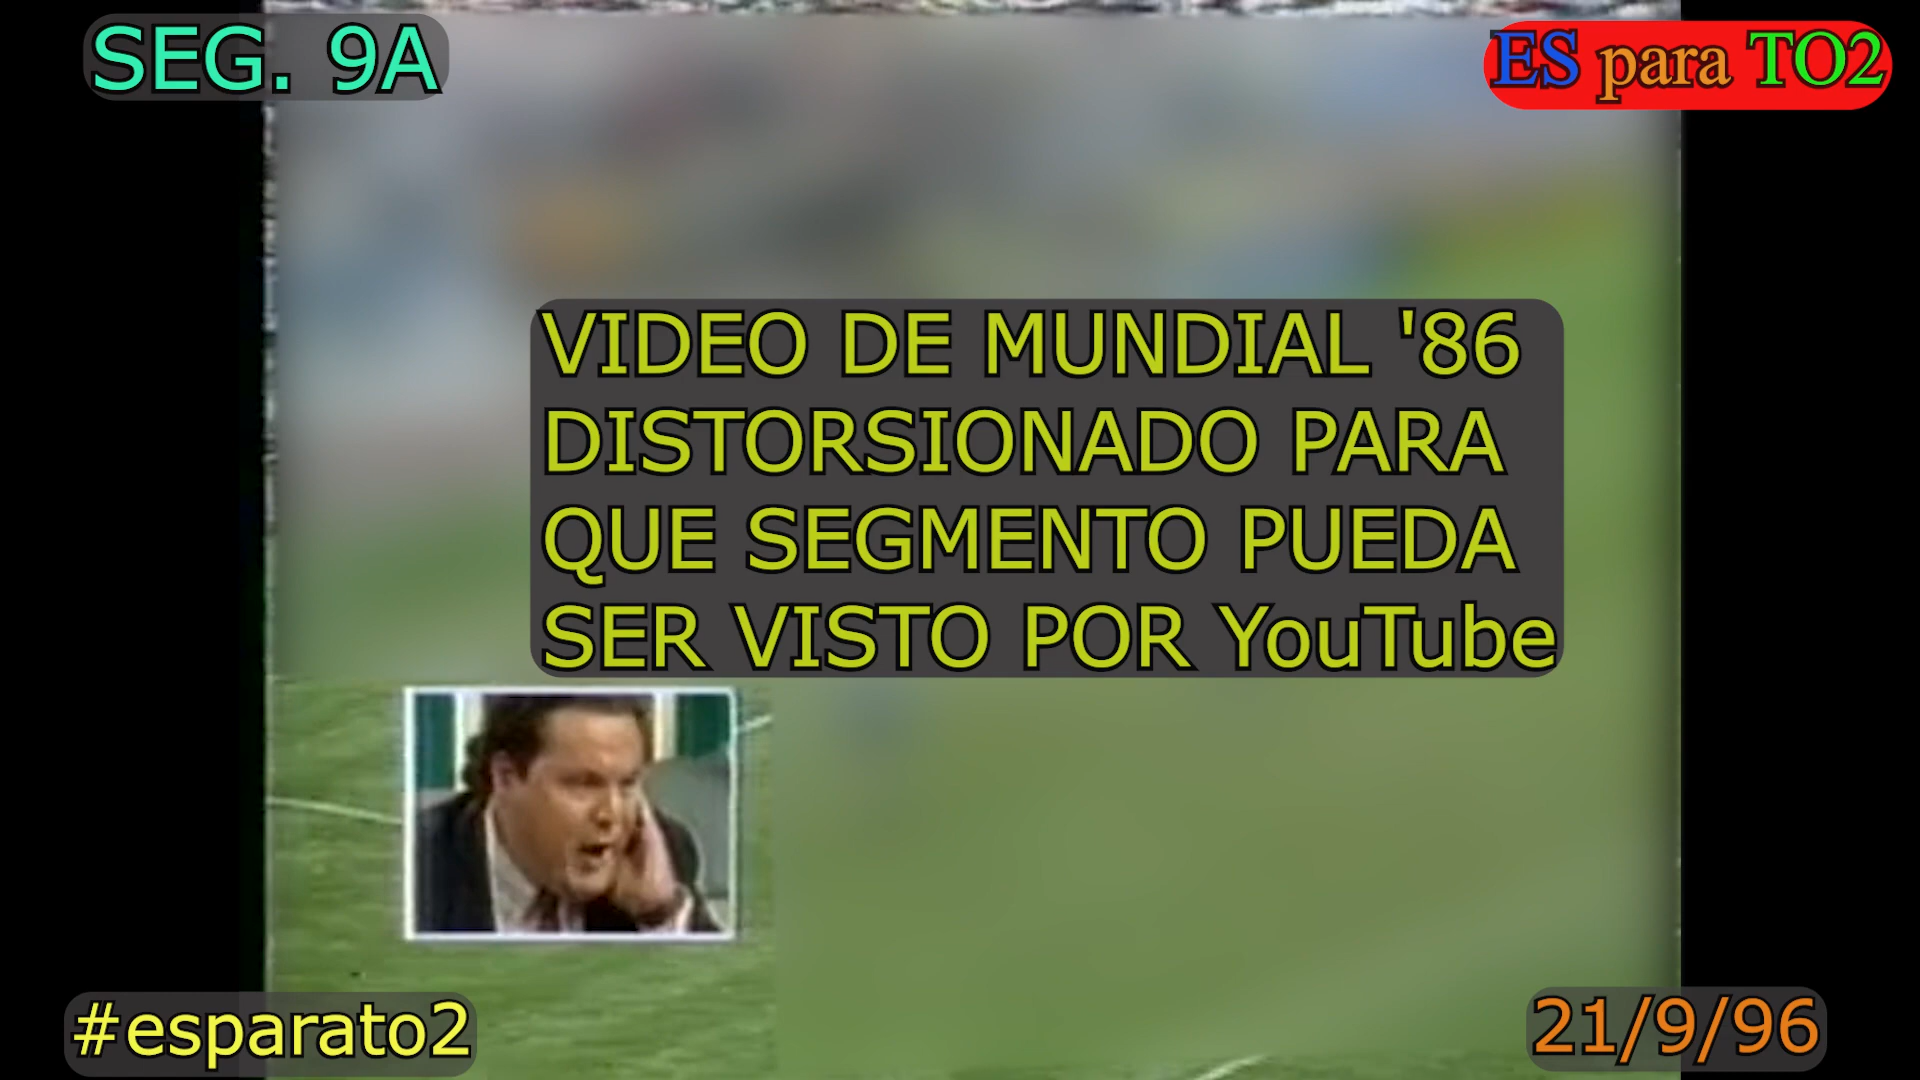 SEG. 9A
ES para TO2
VIDEO DE MUNDIAL '86
DISTORSIONADO PARA
QUE SEGMENTO PUEDA
SER VISTO POR YouTube
#esparato2
21/9/96